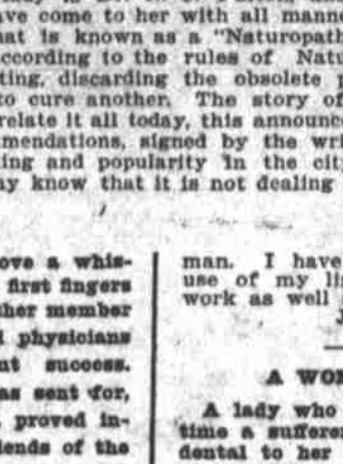 ave come to her with all manne
hat is known as a "Naturopath
ccording to the rules of Natu
ting, discarding the obsolete p
to cure another. The story of
relate it all today, this announce
mendations, signed by the wri
ing and popularity in the city
ay know that it is not dealing
ove a whis-
first fingers
her member
physicians
ut success.
as sent for,
proved in-
iends of the
man. I have
use of my
work as well
A WO
A lady who
time a suffere
dental to her